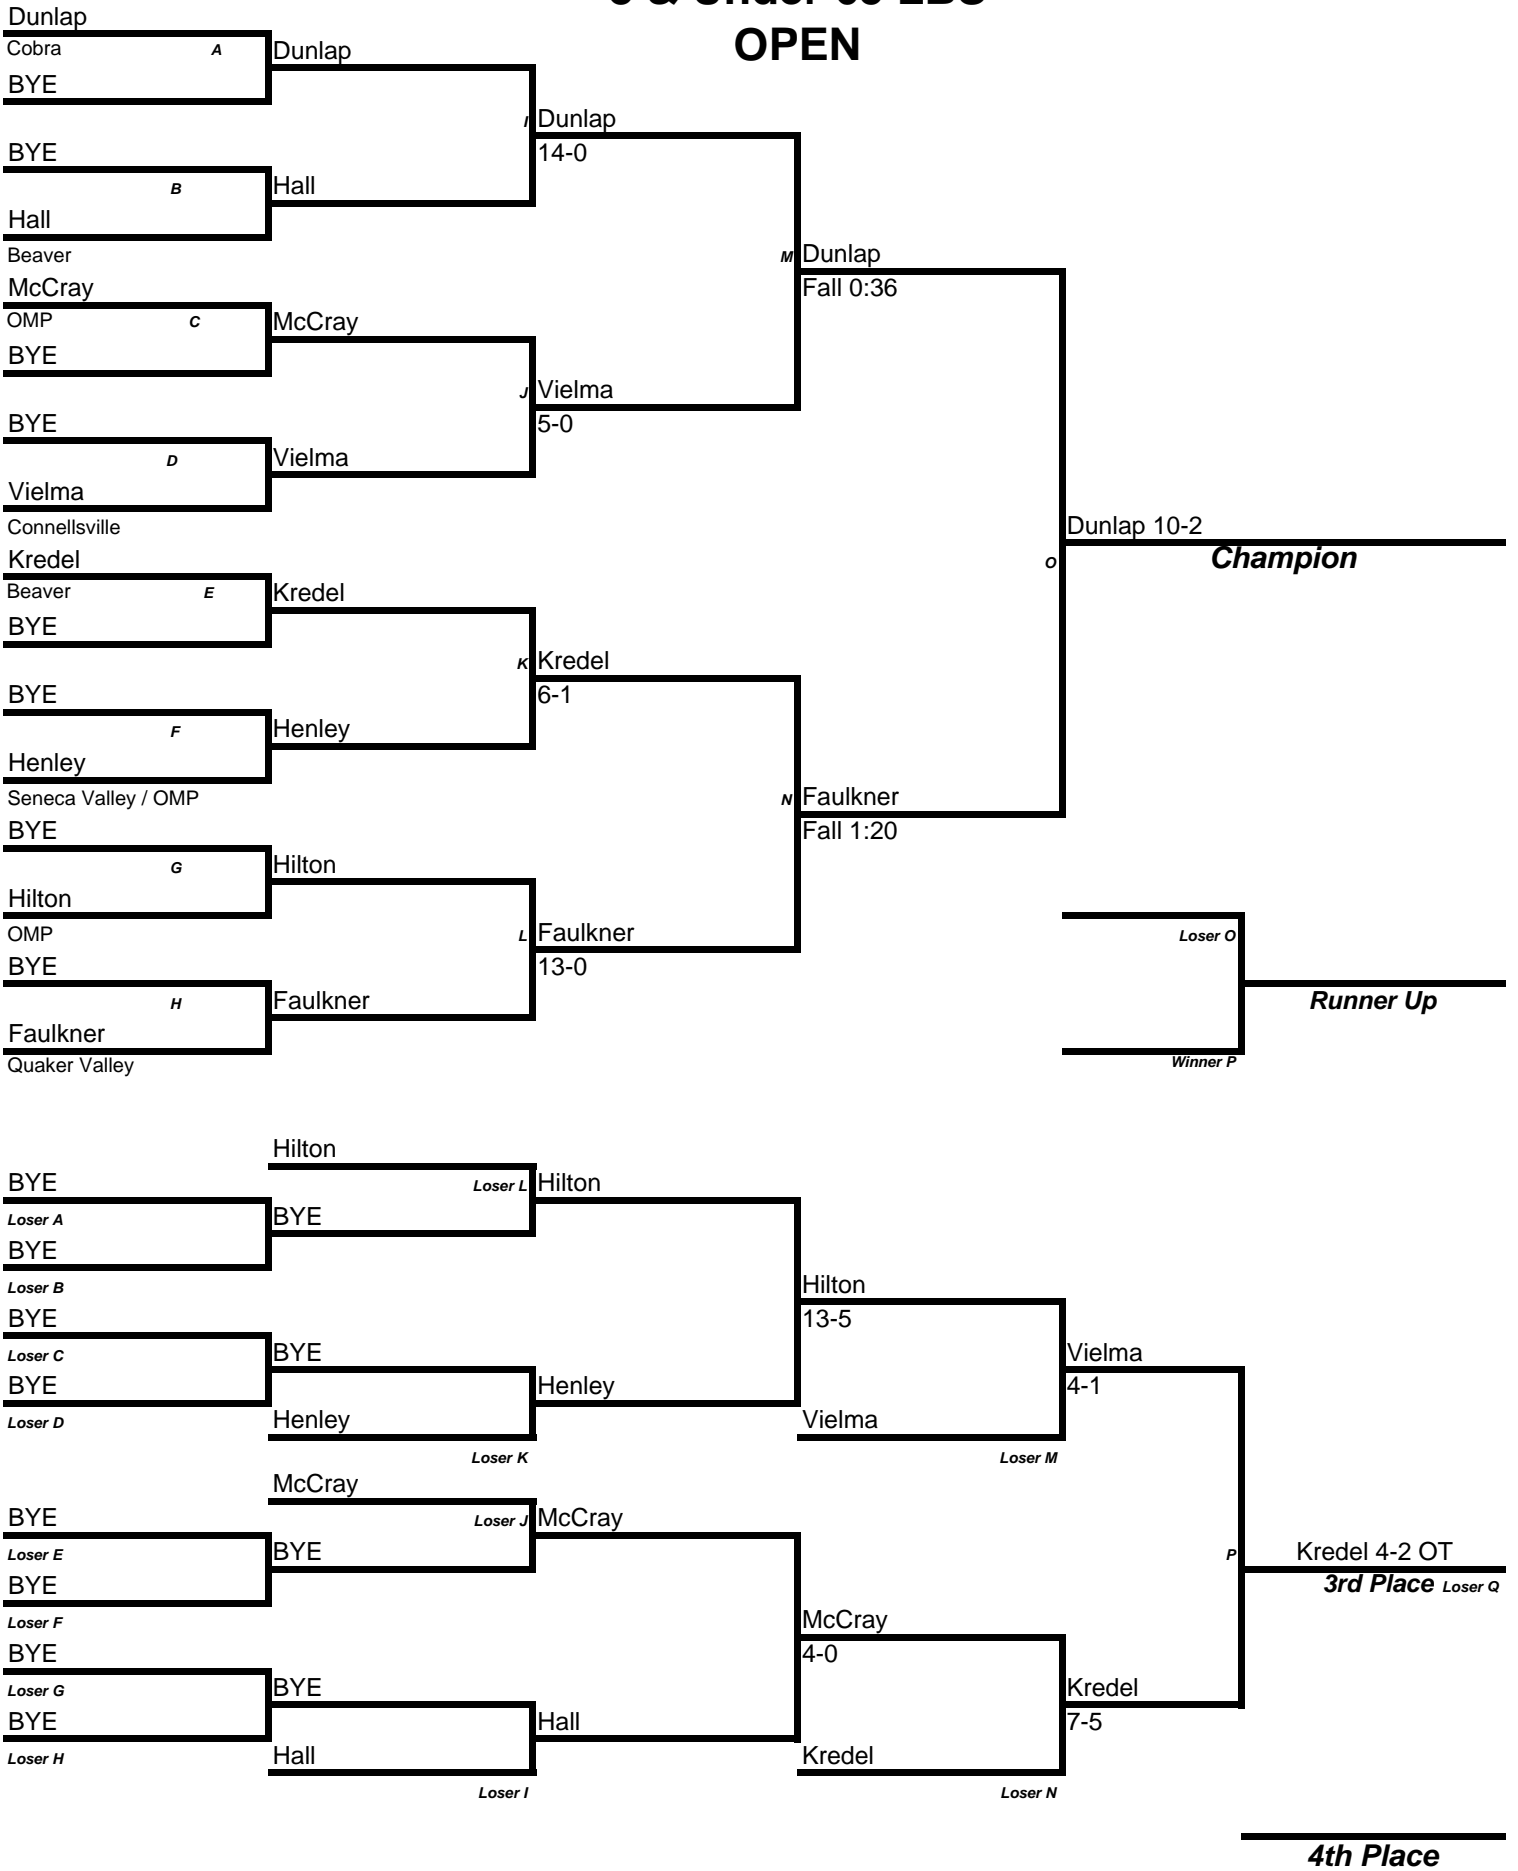 OPEN
Dunlap
Cobra A
BYE
Dunlap
BYE
B
Hall
Beaver
Hall
I Dunlap
14-0
McCray
OMP C
BYE
McCray
BYE
D
Vielma
Connellsville
Vielma
J Vielma
5-0
M Dunlap
Fall 0:36
Kredel
Beaver E
BYE
Kredel
BYE
F
Henley
Seneca Valley / OMP
Henley
K Kredel
6-1
BYE
G
Hilton
OMP
Hilton
BYE
H
Faulkner
Quaker Valley
Faulkner
L Faulkner
13-0
N Faulkner
Fall 1:20
O
Dunlap 10-2
Champion
Loser O
Runner Up
Winner P
Hilton
Loser L
BYE
Loser A
BYE
Loser B
BYE
Hilton
BYE
Loser C
BYE
Loser D
BYE
Henley
Loser K
Henley
Hilton
13-5
Vielma
Loser M
Vielma
4-1
McCray
Loser J
BYE
Loser E
BYE
Loser F
BYE
McCray
BYE
Loser G
BYE
Loser H
BYE
Hall
Loser I
Hall
McCray
4-0
Kredel
Loser N
Kredel
7-5
P
Kredel 4-2 OT
3rd Place Loser Q
4th Place